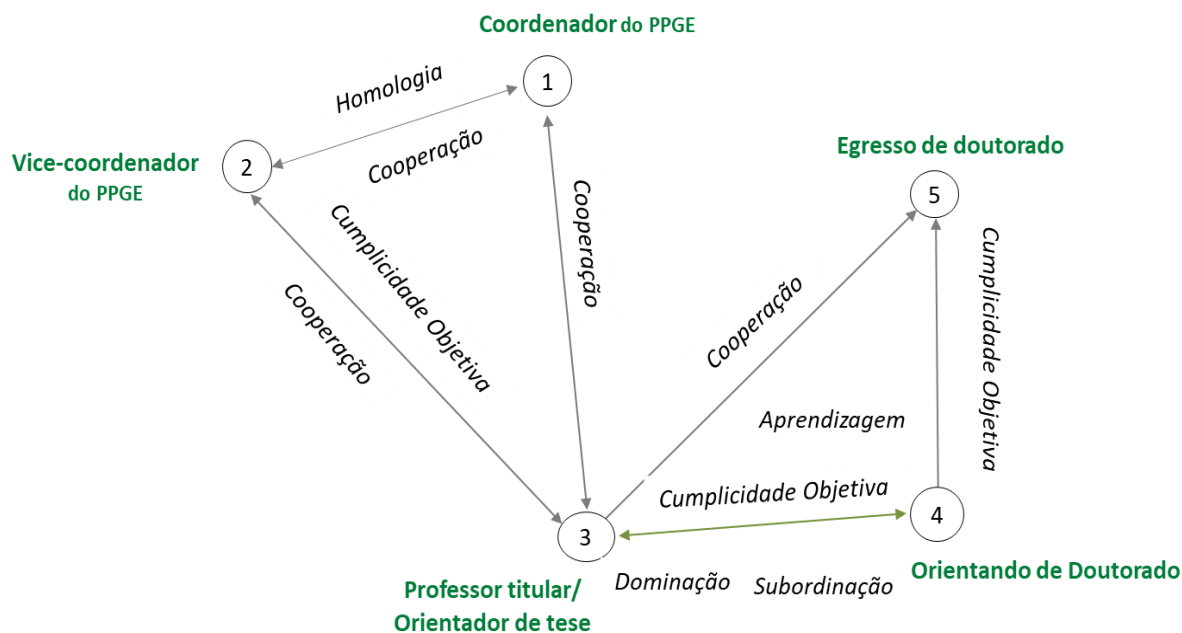 Coordenador do PPGE
1
Homologia
Cooperação
2
Vice-coordenador
do PPGE
Cumplicidade Objetiva
Cooperação
Cooperação
Egresso de doutorado
5
Cooperação
Cumplicidade Objetiva
Aprendizagem
Cumplicidade Objetiva
3
4
Dominação
Subordinação
Professor titular/
Orientador de tese
Orientando de Doutorado